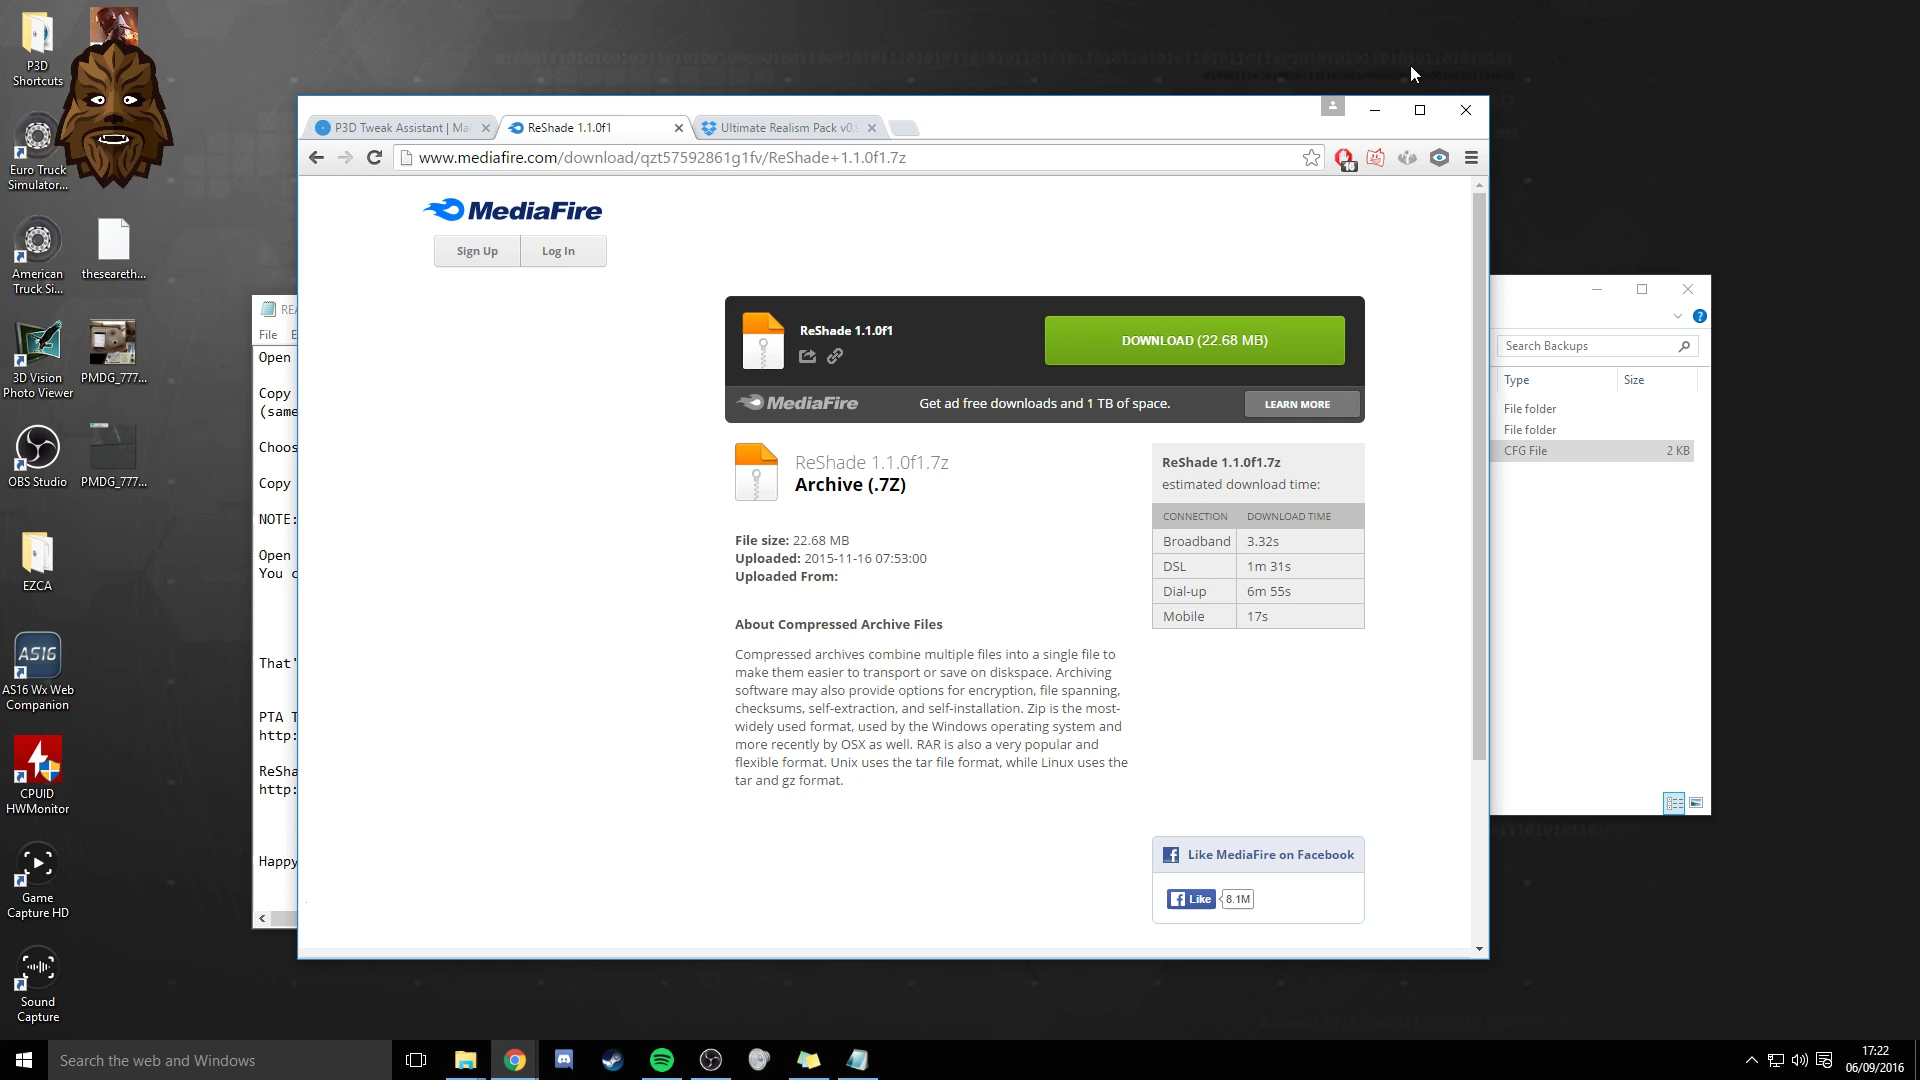 P3D
Shortcuts
Euro Truck
Simulator...
American
Truck Si...
theseareth...
3D Vision
Photo Viewer
PMDG_777...
OBS Studio
PMDG_777...
EZCA
AS16
AS16 Wx Web
Companion
CPUID
HWMonitor
Game
Capture HD
Sound
Capture
File
Open
Copy
(same
Choos
Copy
NOTE:
Open
You c
That'
PTA T
http:
ReSha
http:
Happy
P3D Tweak Assistant | Ma
ReShade 1.1.0f1
Ultimate Realism Pack v0.
www.mediafire.com/download/qzt57592861g1fv/ReShade+1.1.0f1.7z
16
MediaFire
Sign Up
Log In
ReShade 1.1.0f1
DOWNLOAD (22.68 MB)
MediaFire
Get ad free downloads and 1 TB of space.
LEARN MORE
ReShade 1.1.0f1.7z
Archive (.7Z)
File size: 22.68 MB
Uploaded: 2015-11-16 07:53:00
Uploaded From:
About Compressed Archive Files
Compressed archives combine multiple files into a single file to
make them easier to transport or save on diskspace. Archiving
software may also provide options for encryption, file spanning,
checksums, self-extraction, and self-installation. Zip is the most-
widely used format, used by the Windows operating system and
more recently by OSX as well. RAR is also a very popular and
flexible format. Unix uses the tar file format, while Linux uses the
tar and gz format.
ReShade 1.1.0f1.7z
estimated download time:
CONNECTION DOWNLOAD TIME
Broadband 3.32s
DSL 1m 31s
Dial-up 6m 55s
Mobile 17s
Like MediaFire on Facebook
Like 8.1M
Search Backups
Type Size
File folder
File folder
CFG File 2 KB
Search the web and Windows
17:22
06/09/2016